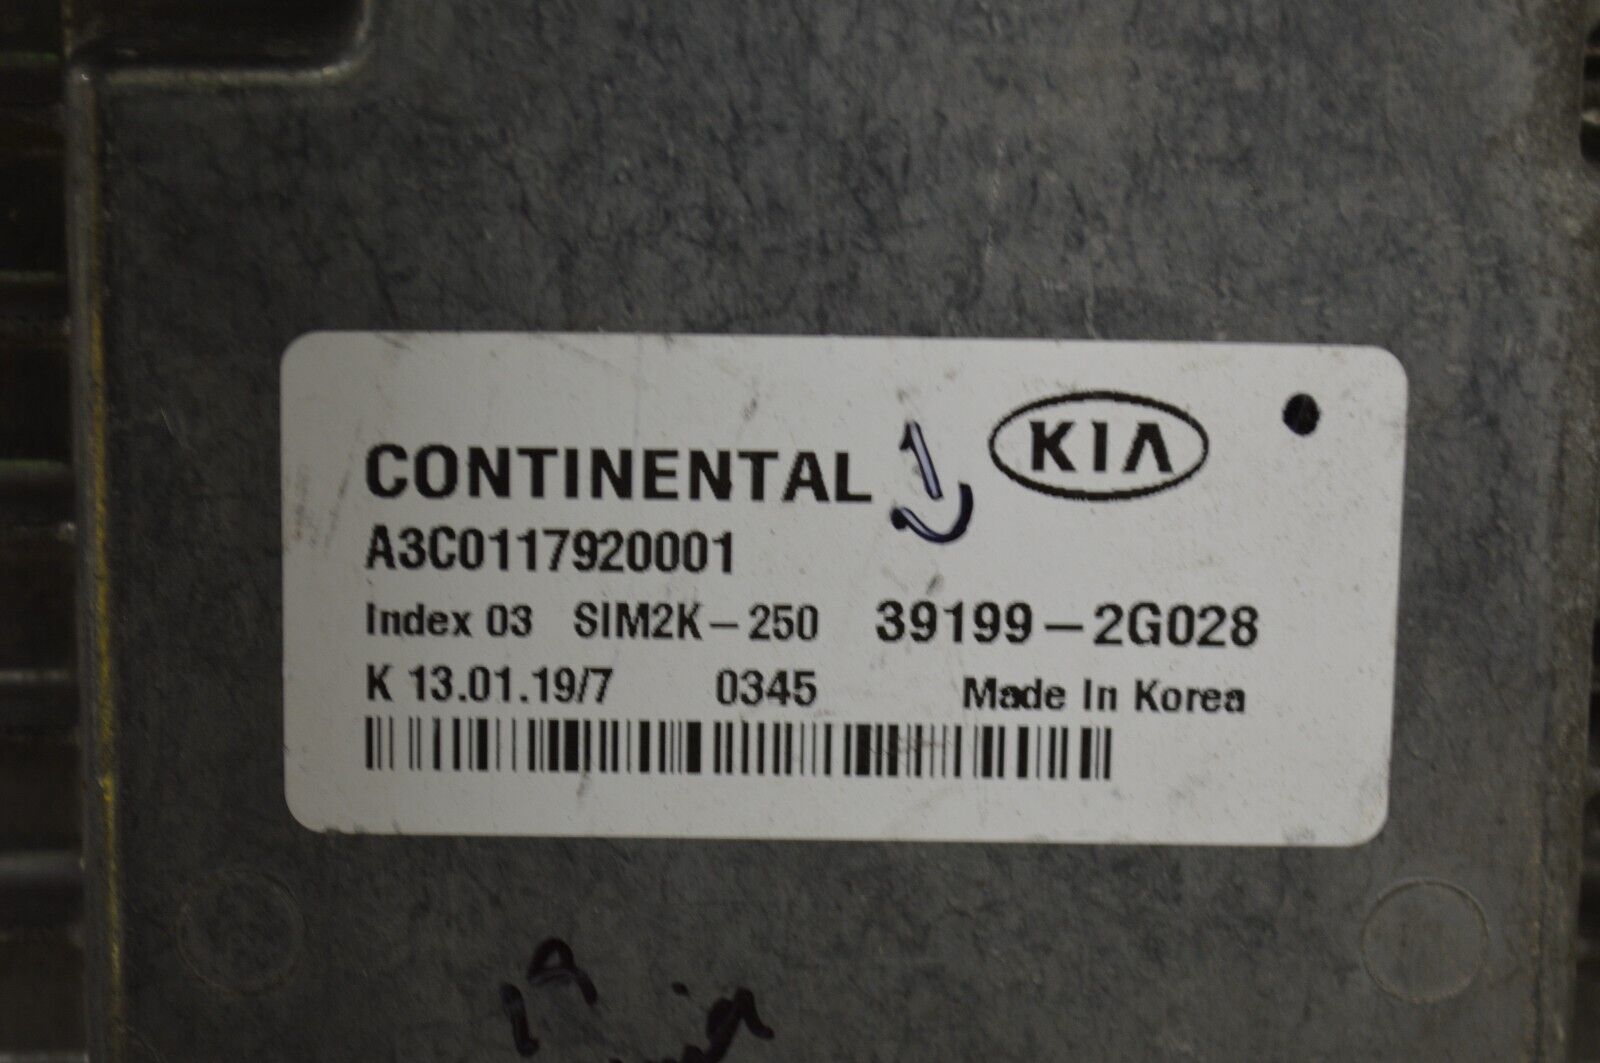 CONTINENTAL KIA
A3C0117920001
Index 03 SIM2K-250 39199-2G028
K 13.01.19/7 0345 Made In Korea